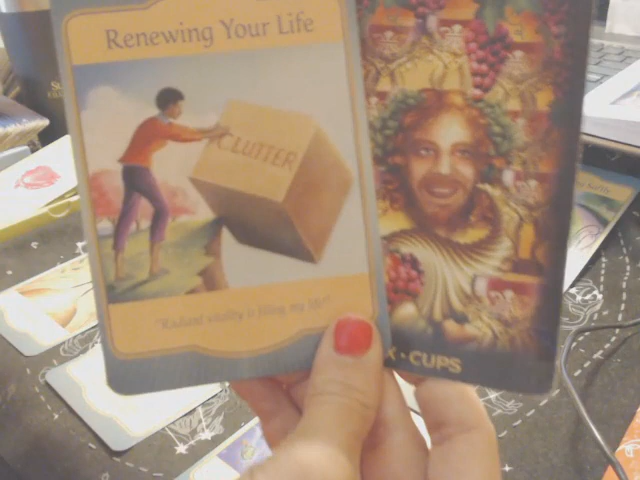 Renewing Your Life
CLUTTER
"Radiant vitality is filling my life!"
X • CUPS